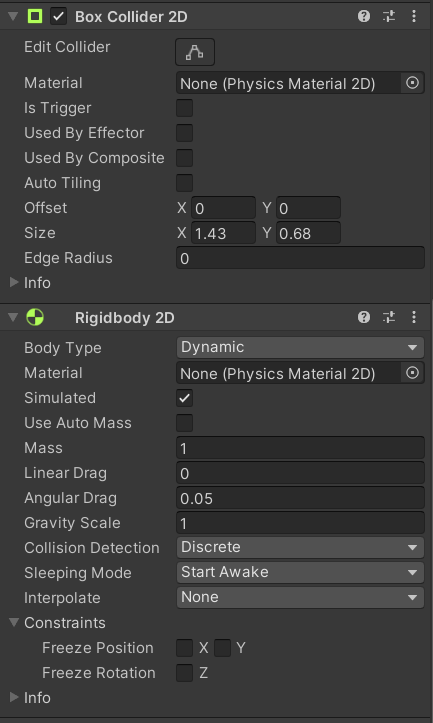 Box Collider 2D
Edit Collider
Material None (Physics Material 2D)
Is Trigger
Used By Effector
Used By Composite
Auto Tiling
Offset X 0 Y 0
Size X 1.43 Y 0.68
Edge Radius 0
Info
Rigidbody 2D
Body Type Dynamic
Material None (Physics Material 2D)
Simulated
Use Auto Mass
Mass 1
Linear Drag 0
Angular Drag 0.05
Gravity Scale 1
Collision Detection Discrete
Sleeping Mode Start Awake
Interpolate None
Constraints
Freeze Position X Y
Freeze Rotation Z
Info